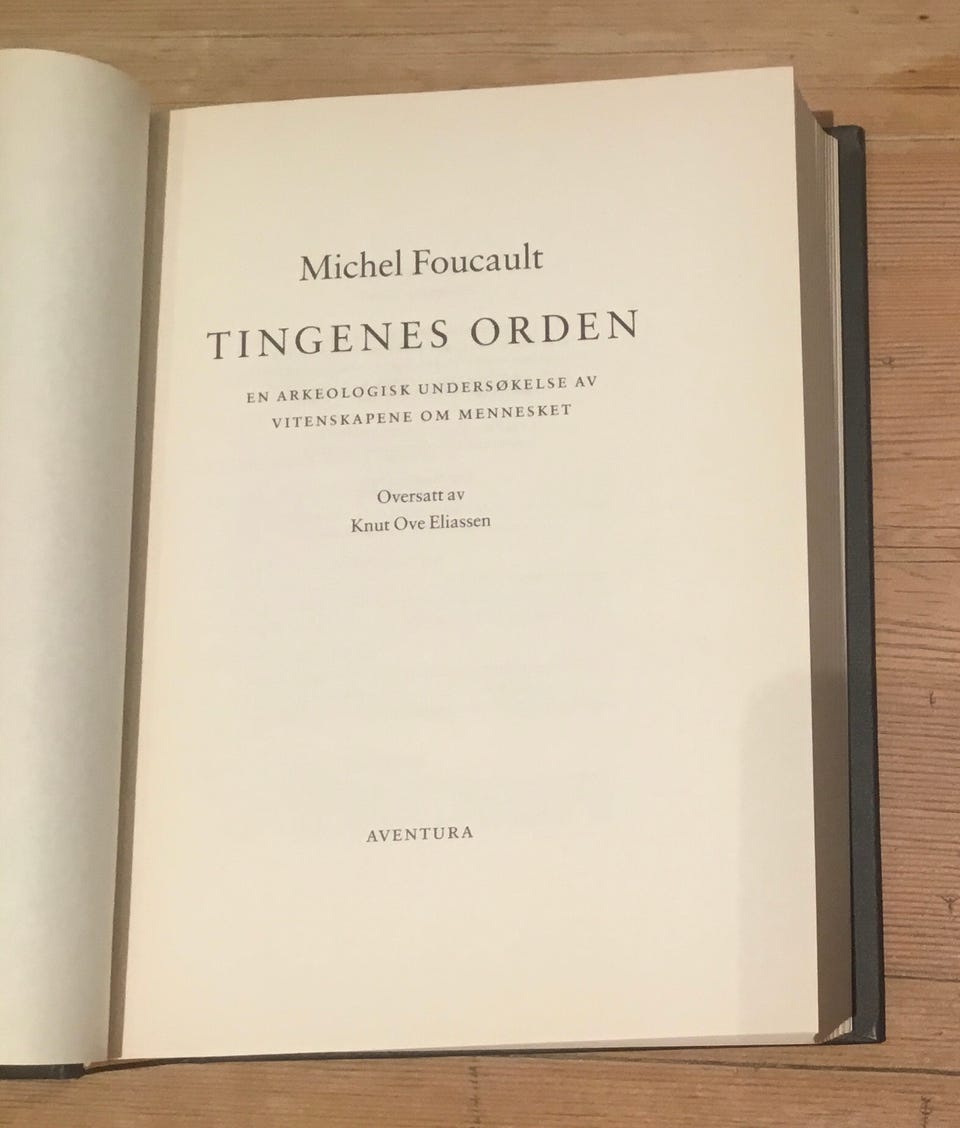 Michel Foucault
TINGENES ORDEN
EN ARKEOLOGISK UNDERSØKELSE AV
VITENSKAPENE OM MENNESKET
Oversatt av
Knut Ove Eliassen
AVENTURA